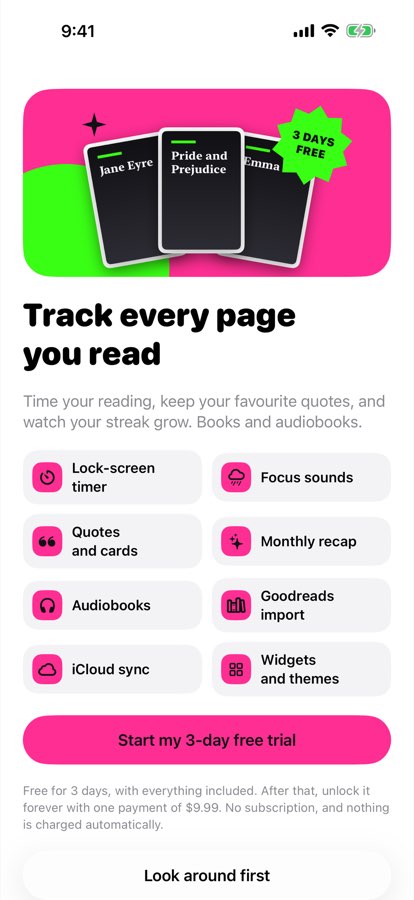 9:41
Jane Eyre
Pride and
Prejudice
Emma
3 DAYS
FREE
Track every page
you read
Time your reading, keep your favourite quotes, and
watch your streak grow. Books and audiobooks.
Lock-screen
timer
Focus sounds
Quotes
and cards
Monthly recap
Audiobooks
Goodreads
import
iCloud sync
Widgets
and themes
Start my 3-day free trial
Free for 3 days, with everything included. After that, unlock it
forever with one payment of $9.99. No subscription, and nothing
is charged automatically.
Look around first